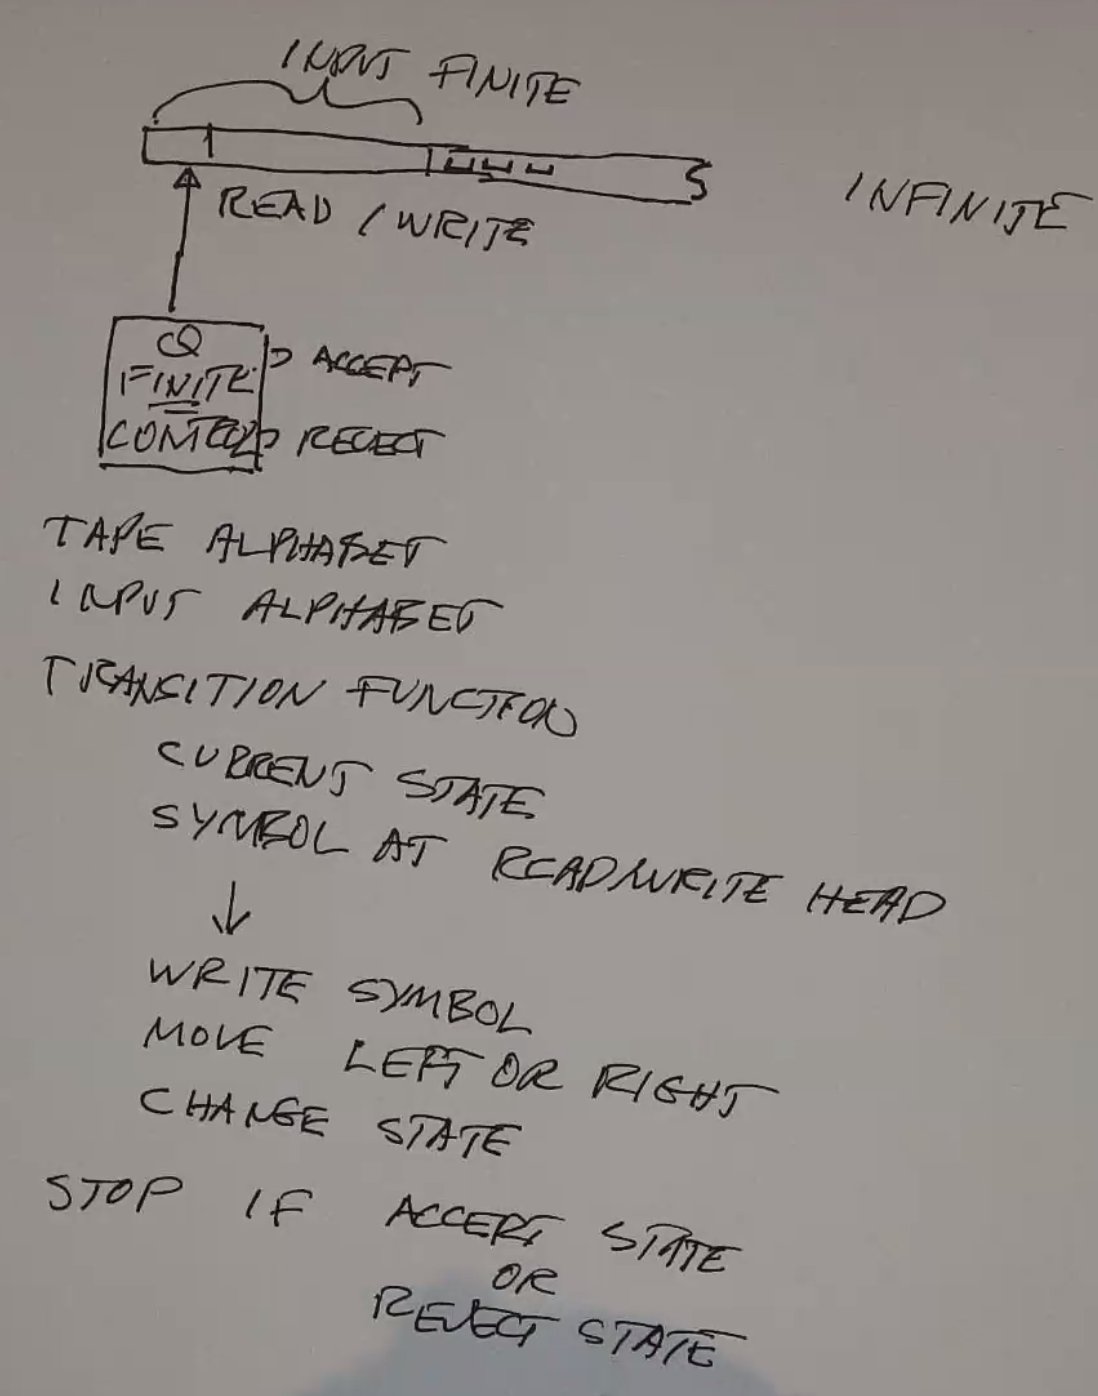 INPUT FINITE
␣ ␣ ␣
INFINITE
READ / WRITE
Q
FINITE
CONTROL
ACCEPT
REJECT
TAPE ALPHABET
INPUT ALPHABET
TRANSITION FUNCTION
CURRENT STATE
SYMBOL AT READ/WRITE HEAD
↓
WRITE SYMBOL
MOVE LEFT OR RIGHT
CHANGE STATE
STOP IF ACCEPT STATE
OR
REJECT STATE